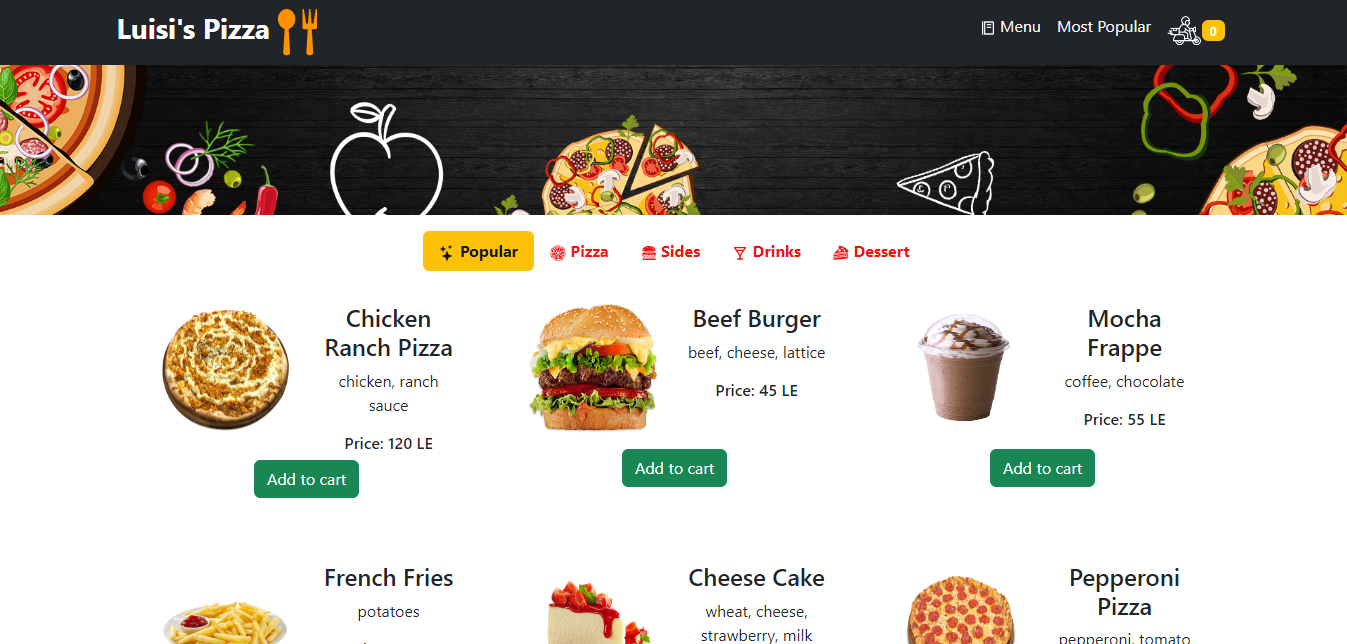 Luisi's Pizza
Menu
Most Popular
0
Popular
Pizza
Sides
Drinks
Dessert
Chicken
Ranch Pizza
chicken, ranch
sauce
Price: 120 LE
Add to cart
Beef Burger
beef, cheese, lattice
Price: 45 LE
Add to cart
Mocha
Frappe
coffee, chocolate
Price: 55 LE
Add to cart
French Fries
potatoes
Cheese Cake
wheat, cheese,
strawberry, milk
Pepperoni
Pizza
pepperoni, tomato